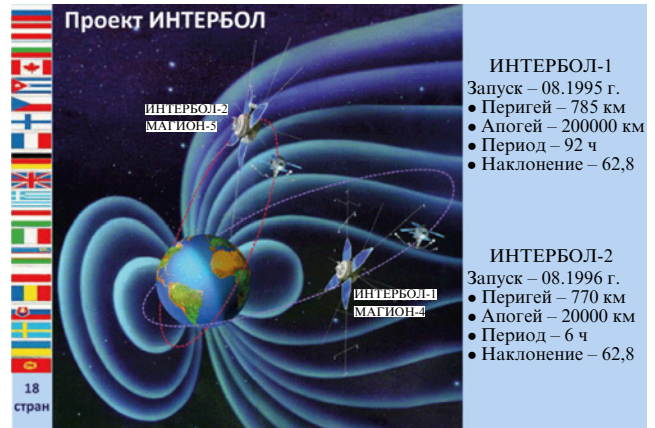 Проект ИНТЕРБОЛ
ИНТЕРБОЛ-2
МАГИОН-5
ИНТЕРБОЛ-1
МАГИОН-4
18
стран
ИНТЕРБОЛ-1
Запуск – 08.1995 г.
● Перигей – 785 км
● Апогей – 200000 км
● Период – 92 ч
● Наклонение – 62,8
ИНТЕРБОЛ-2
Запуск – 08.1996 г.
● Перигей – 770 км
● Апогей – 20000 км
● Период – 6 ч
● Наклонение – 62,8